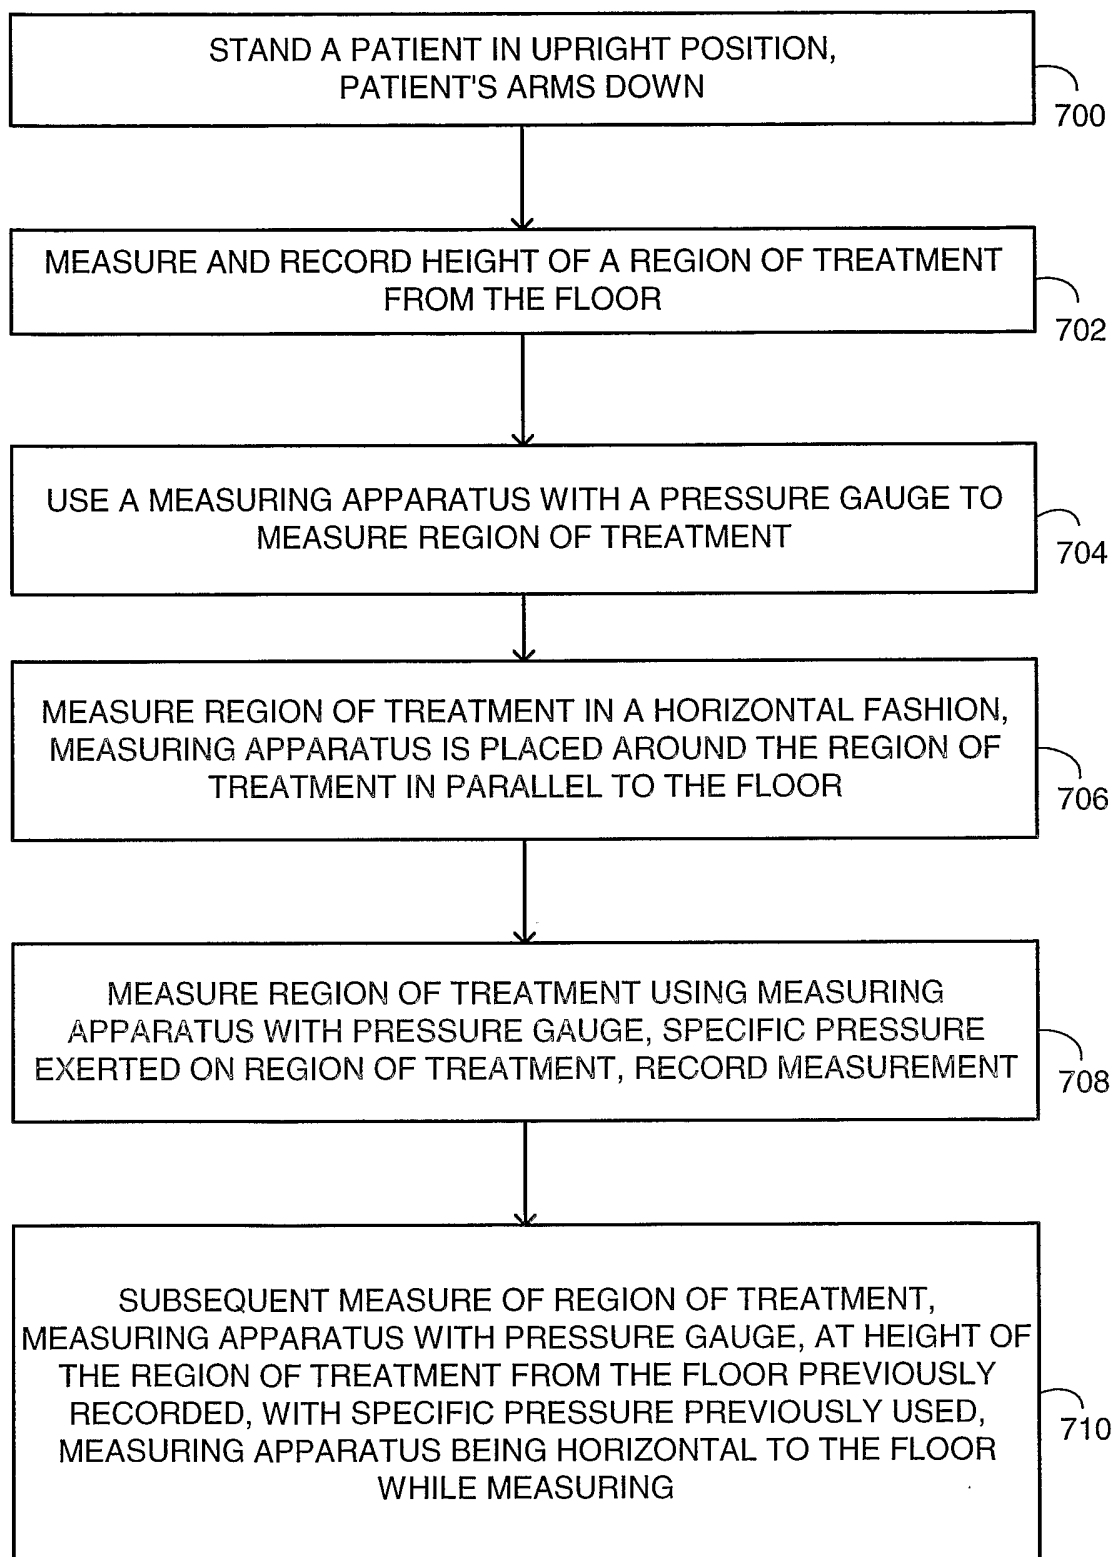 STAND A PATIENT IN UPRIGHT POSITION,
PATIENT'S ARMS DOWN
700
MEASURE AND RECORD HEIGHT OF A REGION OF TREATMENT
FROM THE FLOOR
702
USE A MEASURING APPARATUS WITH A PRESSURE GAUGE TO
MEASURE REGION OF TREATMENT
704
MEASURE REGION OF TREATMENT IN A HORIZONTAL FASHION,
MEASURING APPARATUS IS PLACED AROUND THE REGION OF
TREATMENT IN PARALLEL TO THE FLOOR
706
MEASURE REGION OF TREATMENT USING MEASURING
APPARATUS WITH PRESSURE GAUGE, SPECIFIC PRESSURE
EXERTED ON REGION OF TREATMENT, RECORD MEASUREMENT
708
SUBSEQUENT MEASURE OF REGION OF TREATMENT,
MEASURING APPARATUS WITH PRESSURE GAUGE, AT HEIGHT OF
THE REGION OF TREATMENT FROM THE FLOOR PREVIOUSLY
RECORDED, WITH SPECIFIC PRESSURE PREVIOUSLY USED,
MEASURING APPARATUS BEING HORIZONTAL TO THE FLOOR
WHILE MEASURING
710